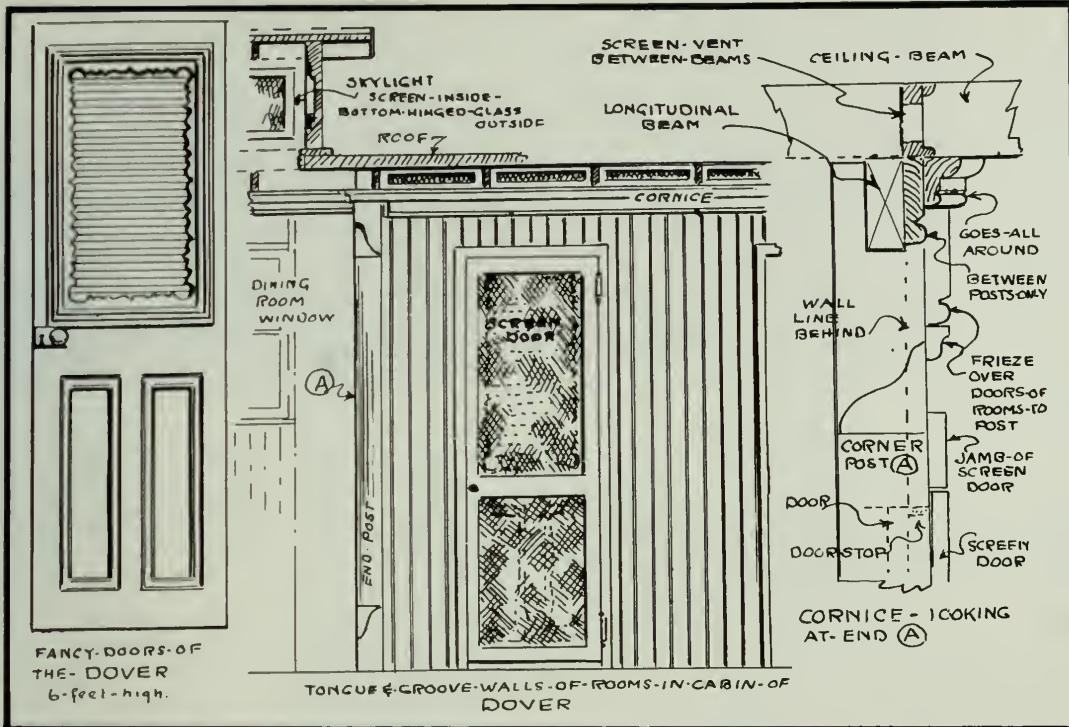 FANCY-DOORS-OF
THE-DOVER
6-feet-high.
SKYLIGHT
SCREEN-INSIDE-
BOTTOM-HINGED-GLASS
OUTSIDE
ROOF
CORNICE
DINING
ROOM
WINDOW
A
END POST
SCREEN
DOOR
TONGUE & GROOVE-WALLS-OF-ROOMS-IN-CABIN-OF
DOVER
SCREEN-VENT
BETWEEN-BEAMS
CEILING-BEAM
LONGITUDINAL
BEAM
GOES-ALL
AROUND
BETWEEN
POSTS-ONLY
WALL
LINE
BEHIND
FRIEZE
OVER
DOORS-OF
ROOMS-TO
POST
CORNER
POST A
JAMB-OF
SCREEN
DOOR
DOOR
DOOR STOP
SCREEN
DOOR
CORNICE-LOOKING
AT-END A